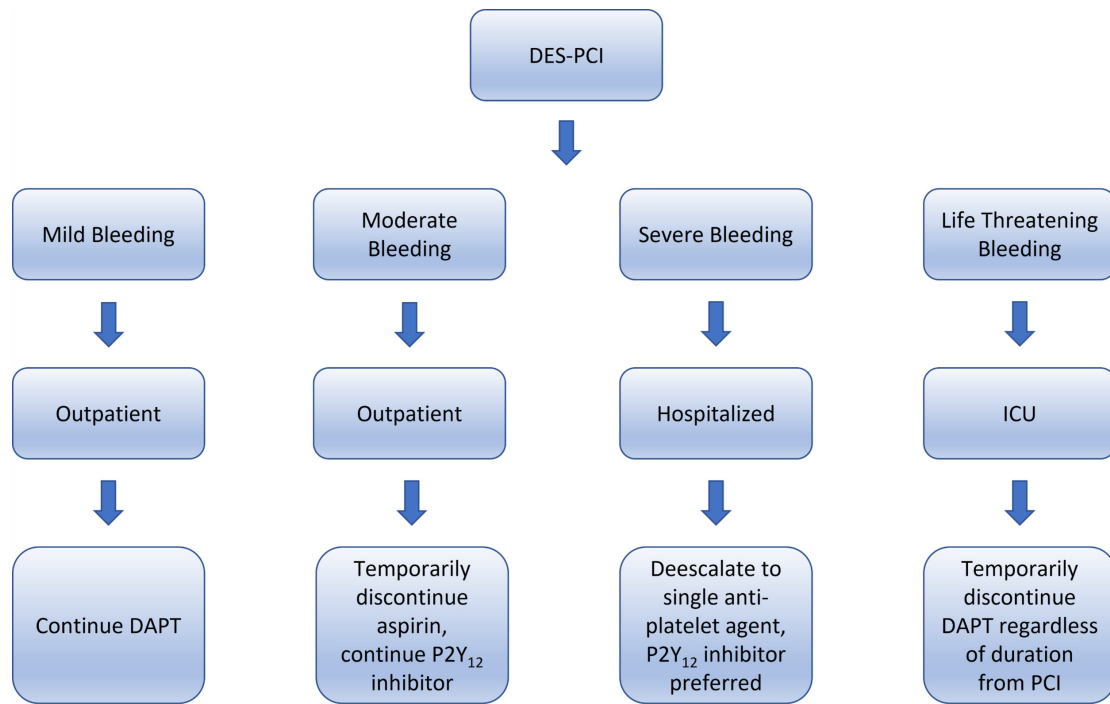 DES-PCI
Mild Bleeding
Moderate
Bleeding
Severe Bleeding
Life Threatening
Bleeding
Outpatient
Outpatient
Hospitalized
ICU
Continue DAPT
Temporarily
discontinue
aspirin,
continue P2Y₁₂
inhibitor
Deescalate to
single anti-
platelet agent,
P2Y₁₂ inhibitor
preferred
Temporarily
discontinue
DAPT regardless
of duration
from PCI